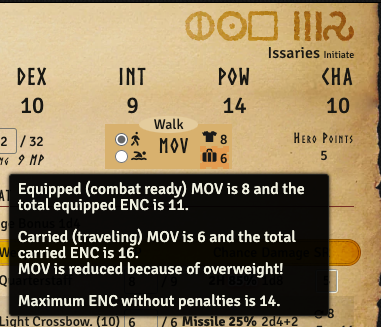 Issaries Initiate
DEX INT POW CHA
10 9 14 10
2 / 32
Walk
MOV
8
6
9 MP
HERO POINTS
5
Equipped (combat ready) MOV is 8 and the
total equipped ENC is 11.
Carried (traveling) MOV is 6 and the total
carried ENC is 16.
MOV is reduced because of overweight!
Maximum ENC without penalties is 14.
8
Light Crossbow. (10) 6 / 6 Missile 25% 2d4+2